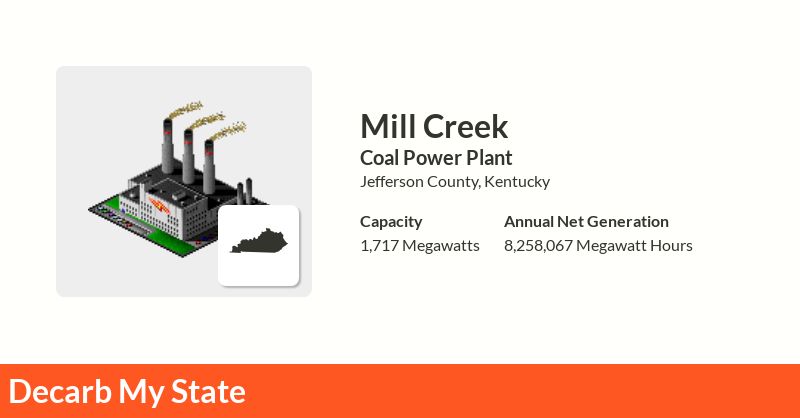 Mill Creek
Coal Power Plant
Jefferson County, Kentucky
Capacity
1,717 Megawatts
Annual Net Generation
8,258,067 Megawatt Hours
Decarb My State